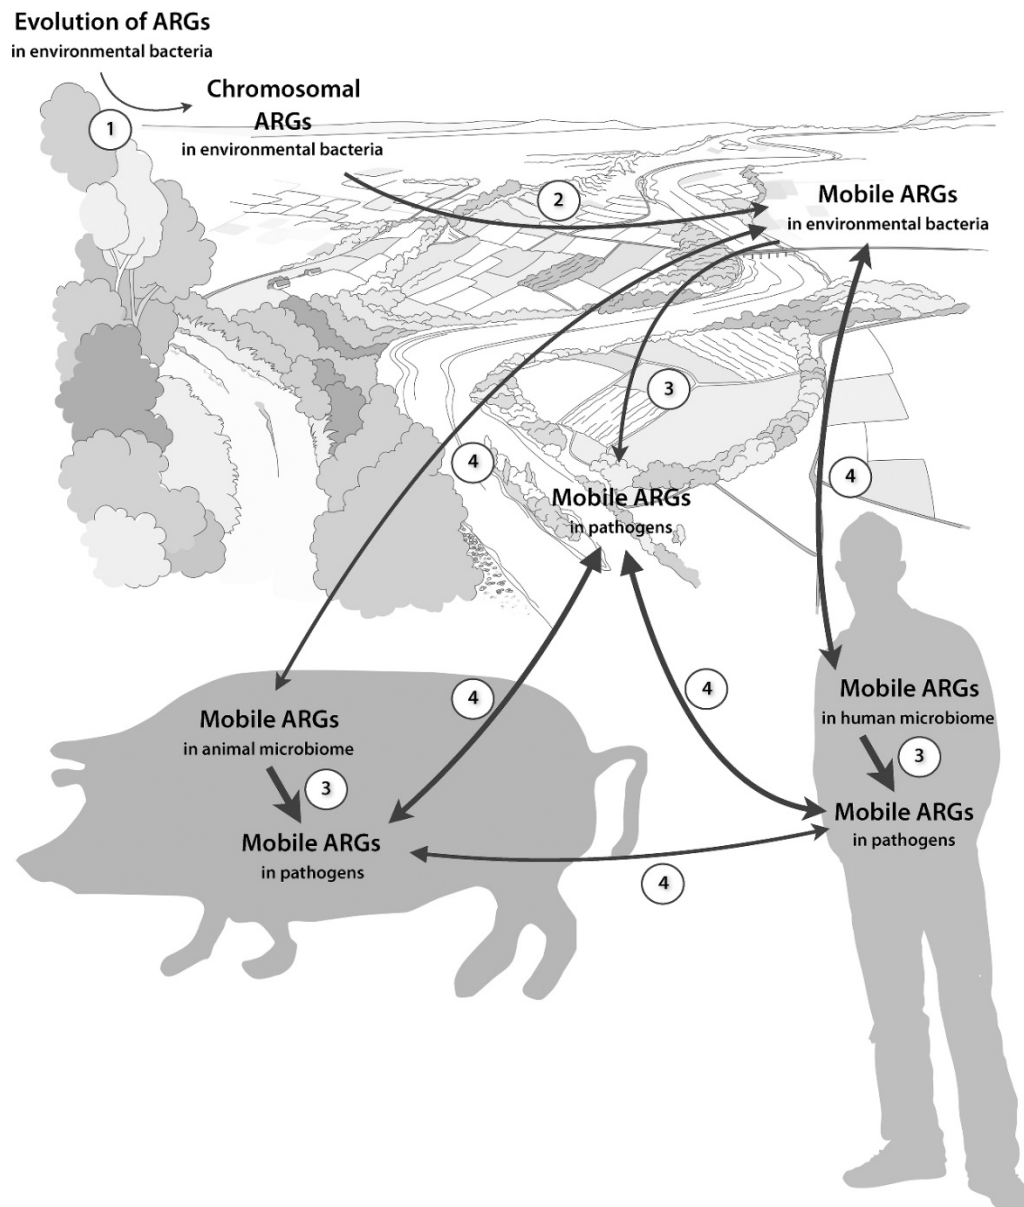 Evolution of ARGs
in environmental bacteria
Chromosomal
ARGs
in environmental bacteria
1
2
Mobile ARGs
in environmental bacteria
3
4
4
Mobile ARGs
in pathogens
4
4
Mobile ARGs
in animal microbiome
3
Mobile ARGs
in pathogens
Mobile ARGs
in human microbiome
3
Mobile ARGs
in pathogens
4